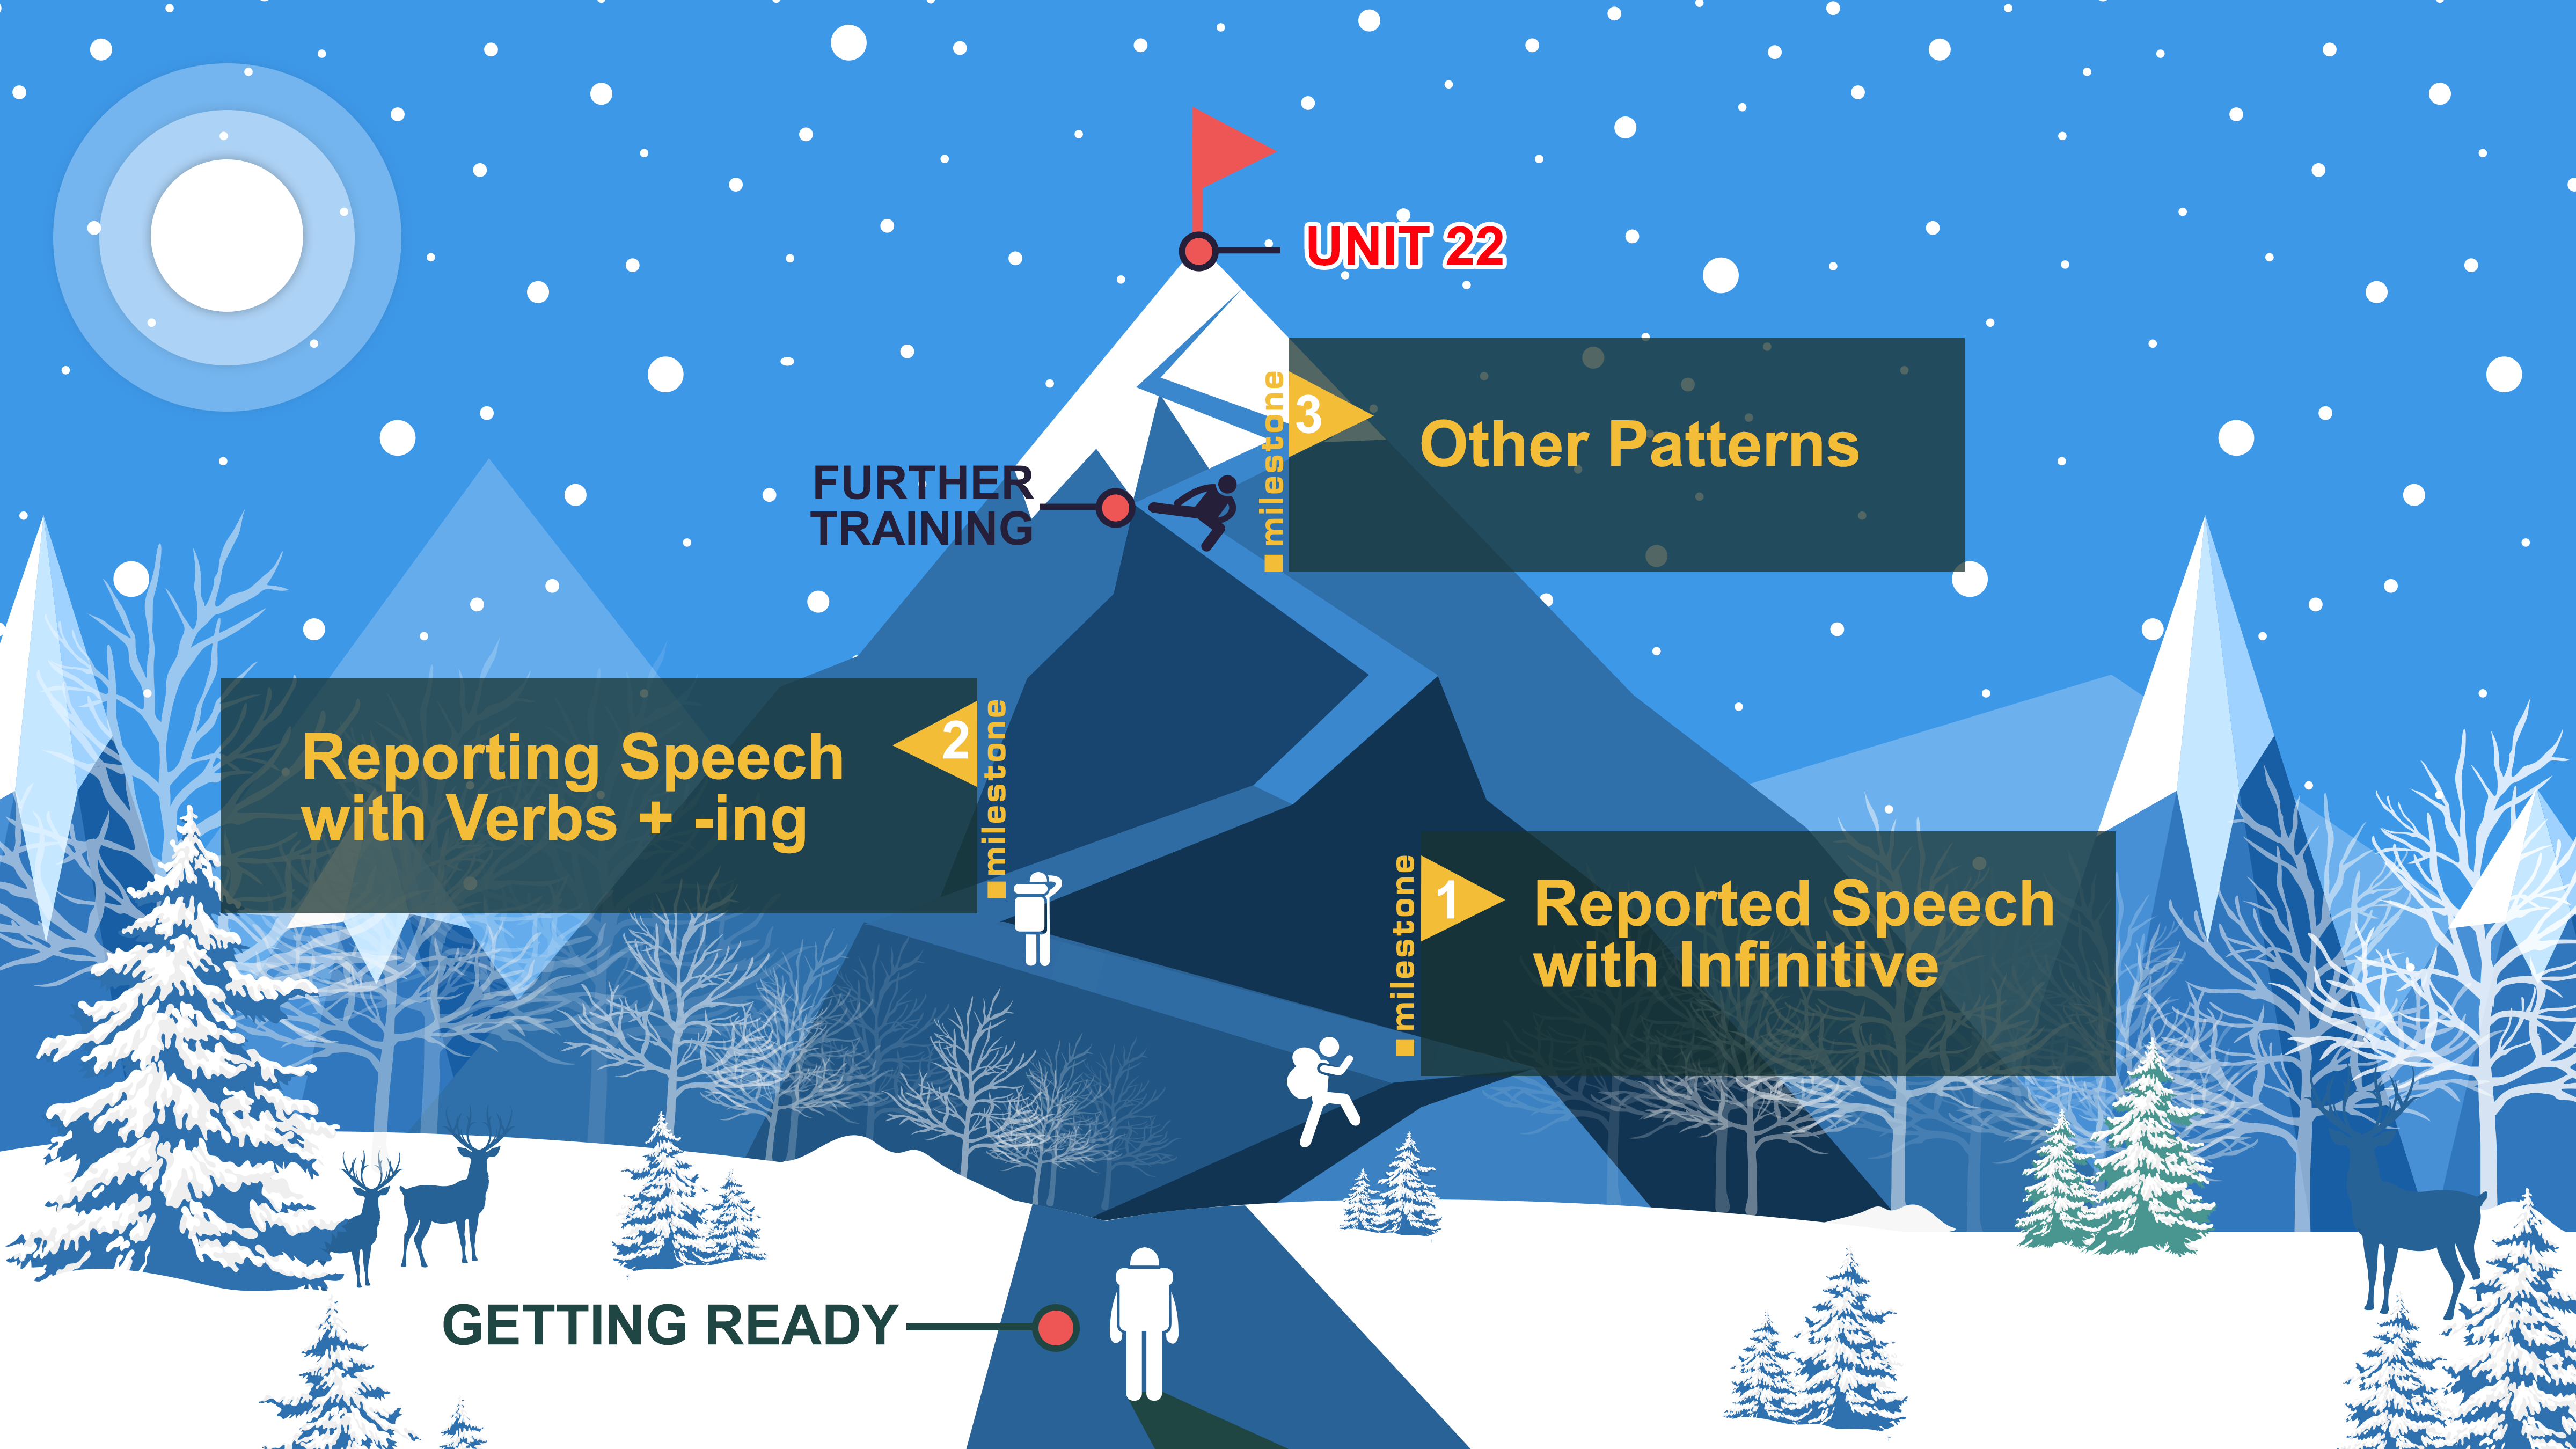 UNIT 22
milestone
3
Other Patterns
FURTHER
TRAINING
2
milestone
Reporting Speech
with Verbs + -ing
milestone
1
Reported Speech
with Infinitive
GETTING READY